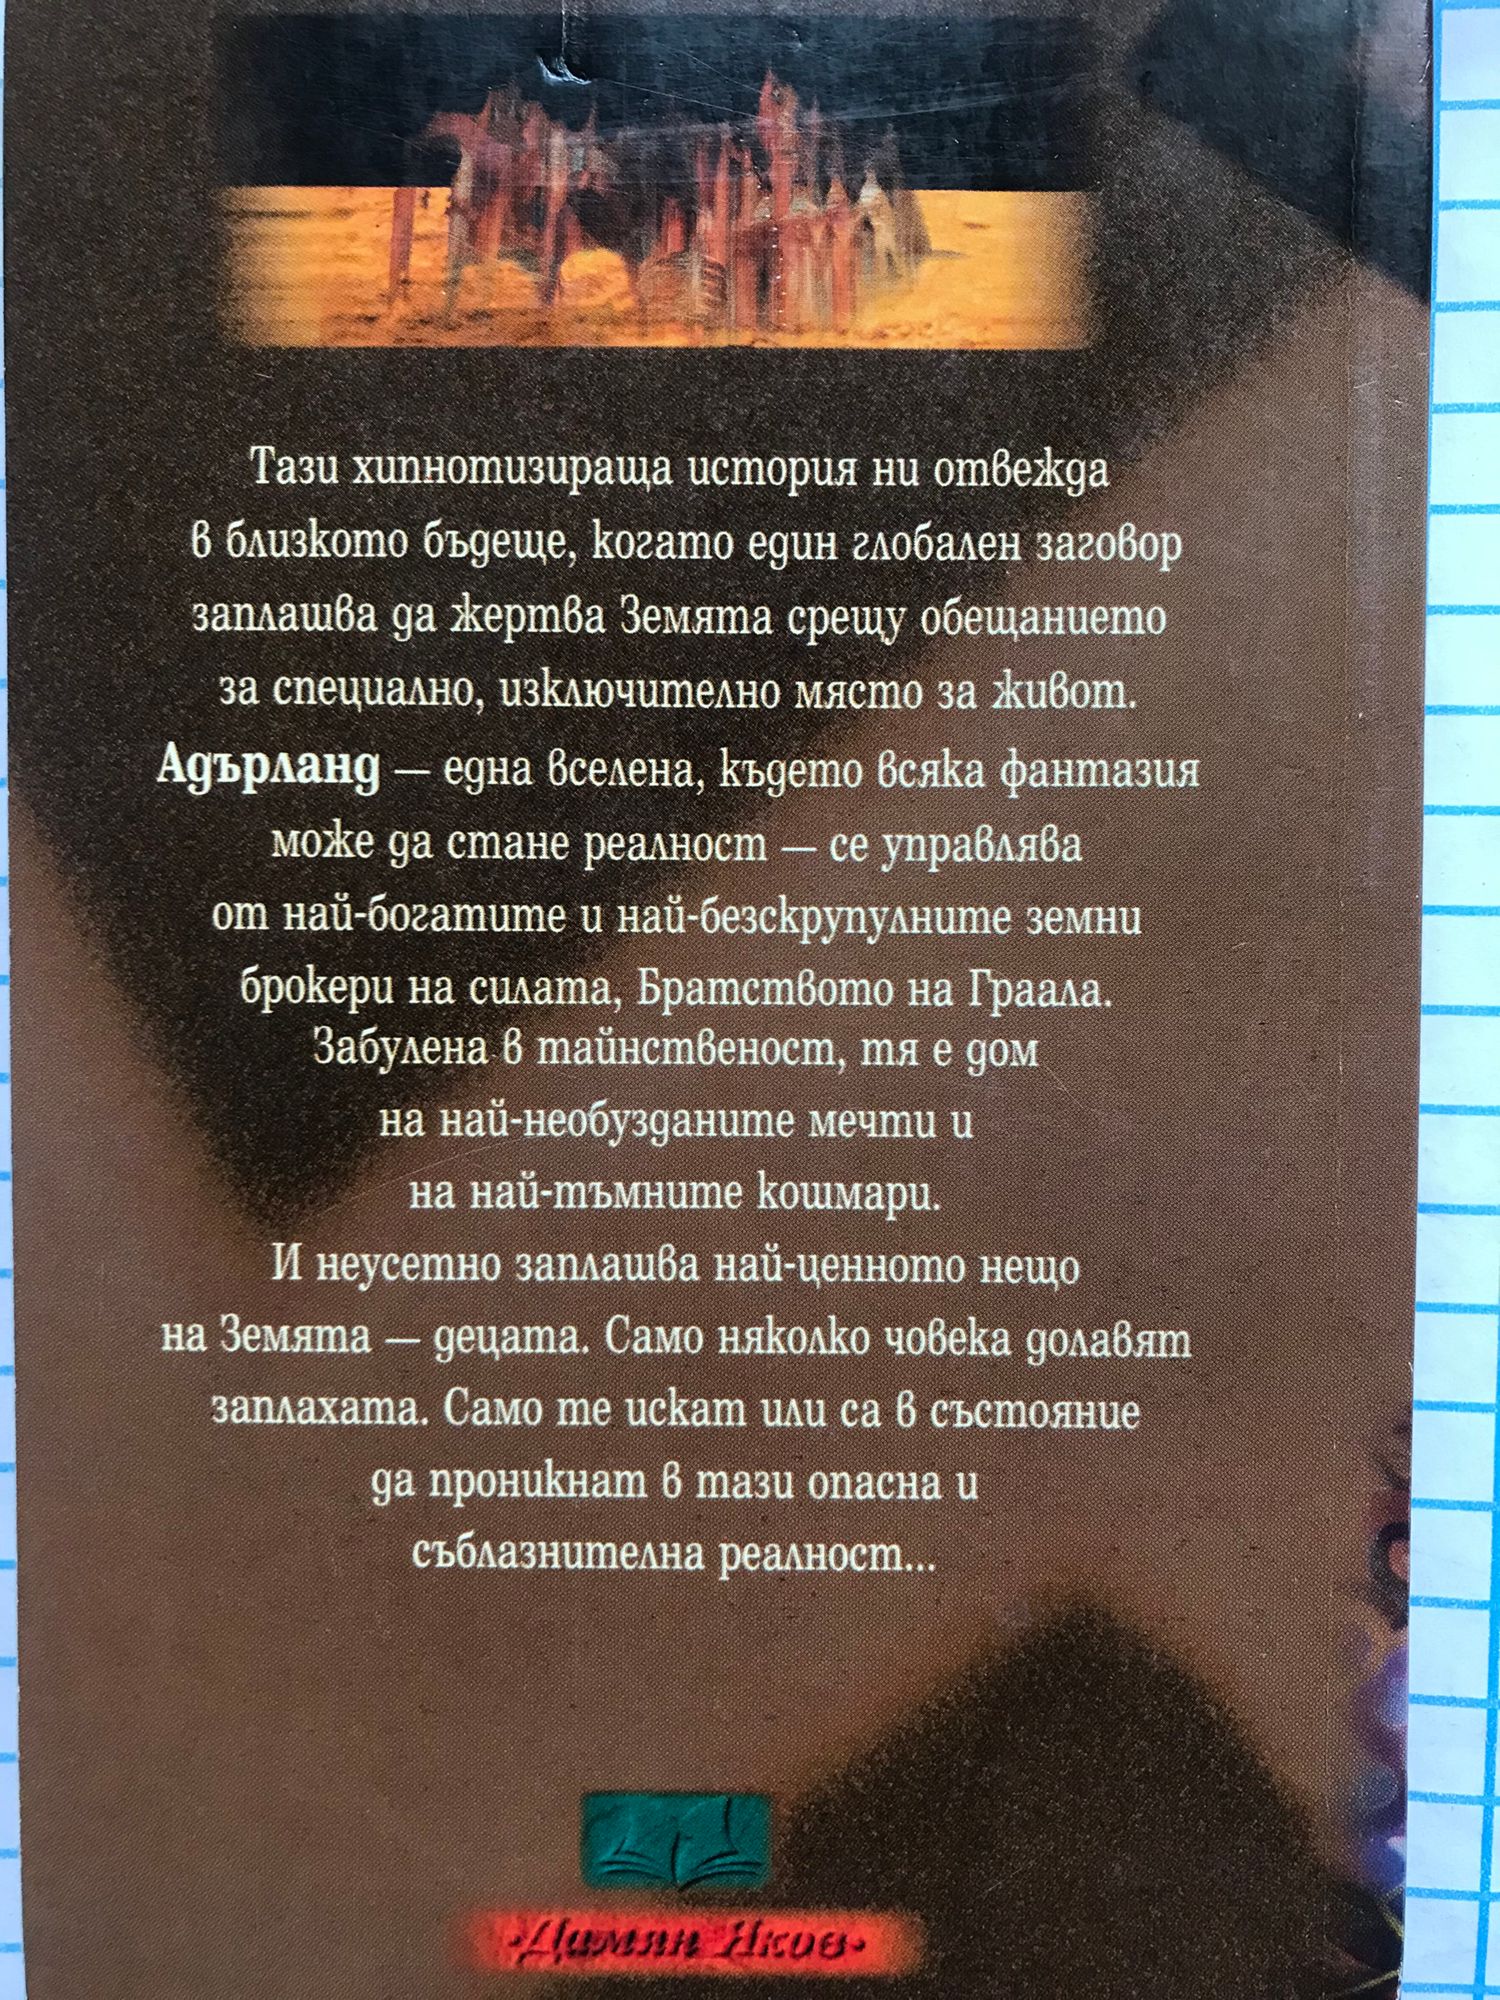 Тази хипнотизираща история ни отвежда
в близкото бъдеще, когато един глобален заговор
заплашва да жертва Земята срещу обещанието
за специално, изключително място за живот.
Адърланд — една вселена, където всяка фантазия
може да стане реалност — се управлява
от най-богатите и най-безскрупулните земни
брокери на силата, Братството на Граала.
Забулена в тайнственост, тя е дом
на най-необузданите мечти и
на най-тъмните кошмари.
И неусетно заплашва най-ценното нещо
на Земята — децата. Само няколко човека долавят
заплахата. Само те искат или са в състояние
да проникнат в тази опасна и
съблазнителна реалност...
•Дамян Яков•